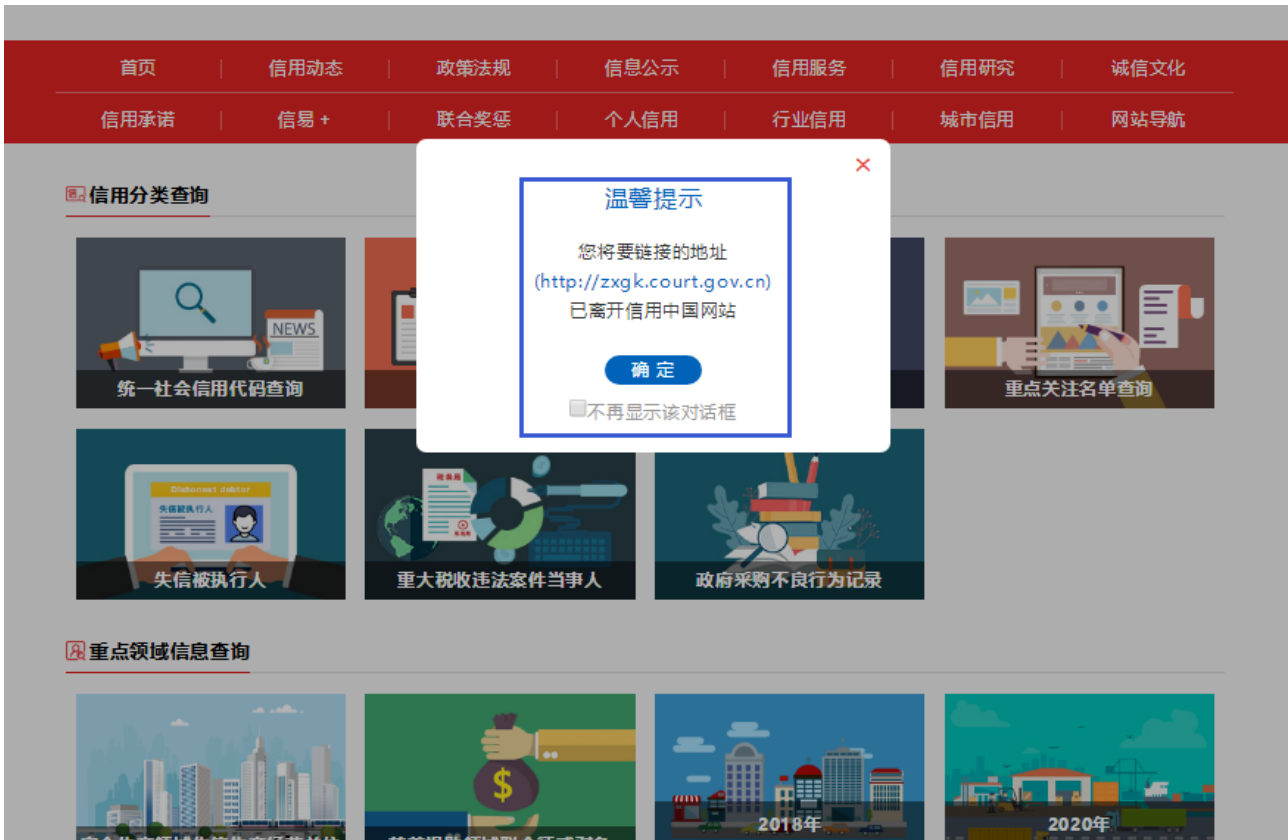 首页
信用动态
政策法规
信息公示
信用服务
信用研究
诚信文化
信用承诺
信易 +
联合奖惩
个人信用
行业信用
城市信用
网站导航
信用分类查询
温馨提示
您将要链接的地址
(http://zxgk.court.gov.cn)
已离开信用中国网站
确 定
不再显示该对话框
NEWS
统一社会信用代码查询
重点关注名单查询
Dishonest debtor
失信被执行人
失信被执行人
税务局
重大税收违法案件当事人
政府采购不良行为记录
重点领域信息查询
$
2018年
2020年